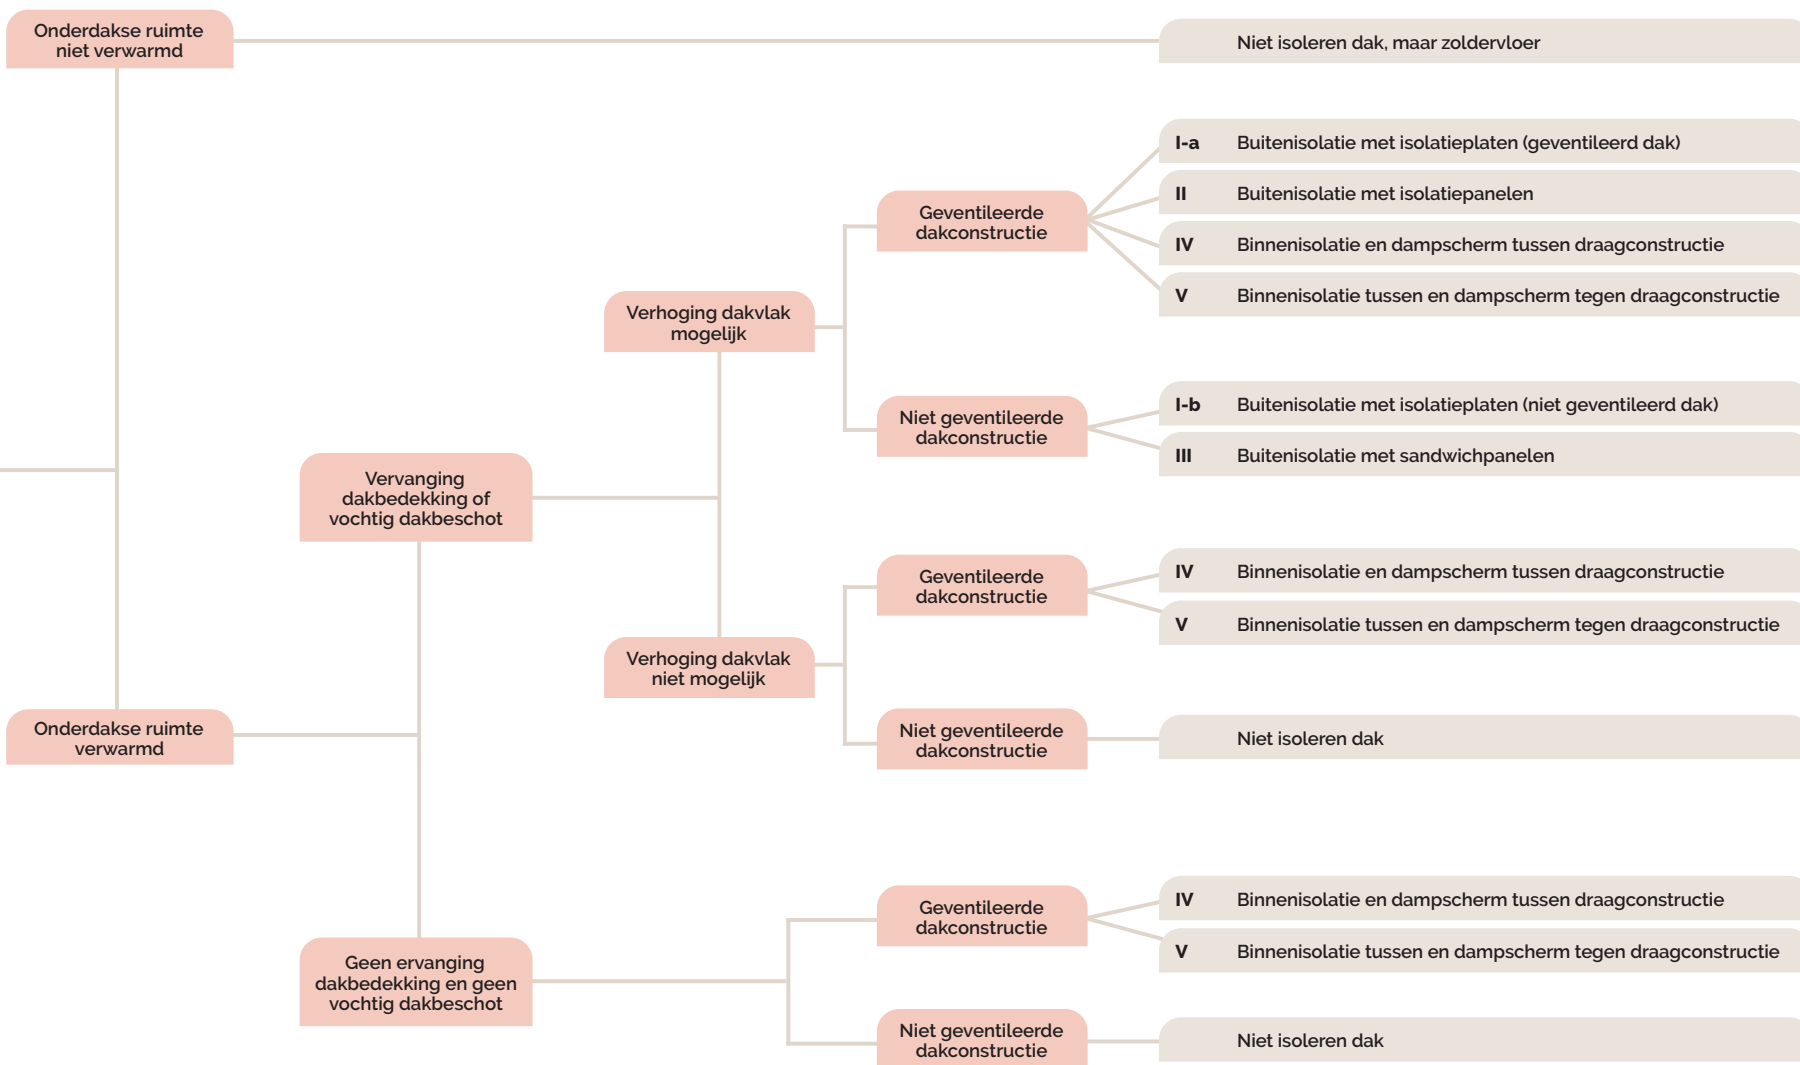 Onderdakse ruimte
niet verwarmd
Niet isoleren dak, maar zoldervloer
I-a Buitenisolatie met isolatieplaten (geventileerd dak)
II Buitenisolatie met isolatiepanelen
Geventileerde
dakconstructie
IV Binnenisolatie en dampscherm tussen draagconstructie
V Binnenisolatie tussen en dampscherm tegen draagconstructie
Verhoging dakvlak
mogelijk
Niet geventileerde
dakconstructie
I-b Buitenisolatie met isolatieplaten (niet geventileerd dak)
III Buitenisolatie met sandwichpanelen
Vervanging
dakbedekking of
vochtig dakbeschot
Geventileerde
dakconstructie
IV Binnenisolatie en dampscherm tussen draagconstructie
V Binnenisolatie tussen en dampscherm tegen draagconstructie
Verhoging dakvlak
niet mogelijk
Onderdakse ruimte
verwarmd
Niet geventileerde
dakconstructie
Niet isoleren dak
Geventileerde
dakconstructie
IV Binnenisolatie en dampscherm tussen draagconstructie
V Binnenisolatie tussen en dampscherm tegen draagconstructie
Geen ervanging
dakbedekking en geen
vochtig dakbeschot
Niet geventileerde
dakconstructie
Niet isoleren dak